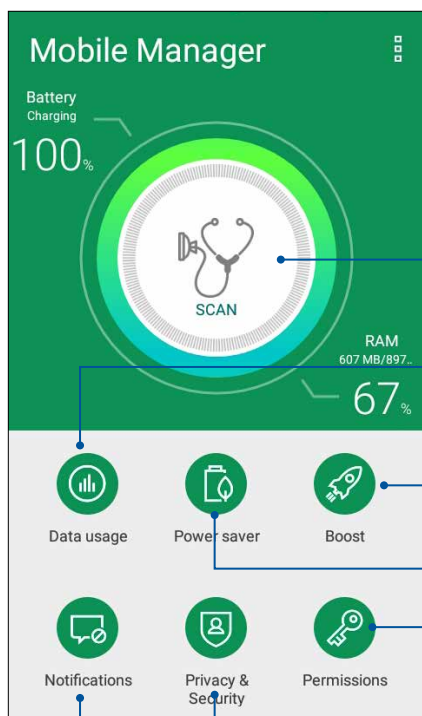 Mobile Manager
Battery
Charging
100%
SCAN
RAM
607 MB/897..
67%
Data usage
Power saver
Boost
Notifications
Privacy &
Security
Permissions